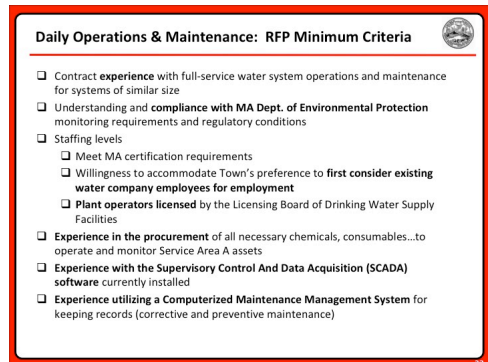 Daily Operations & Maintenance: RFP Minimum Criteria
❑ Contract experience with full-service water system operations and maintenance
for systems of similar size
❑ Understanding and compliance with MA Dept. of Environmental Protection
monitoring requirements and regulatory conditions
❑ Staffing levels
❑ Meet MA certification requirements
❑ Willingness to accommodate Town's preference to first consider existing
water company employees for employment
❑ Plant operators licensed by the Licensing Board of Drinking Water Supply
Facilities
❑ Experience in the procurement of all necessary chemicals, consumables...to
operate and monitor Service Area A assets
❑ Experience with the Supervisory Control And Data Acquisition (SCADA)
software currently installed
❑ Experience utilizing a Computerized Maintenance Management System for
keeping records (corrective and preventive maintenance)